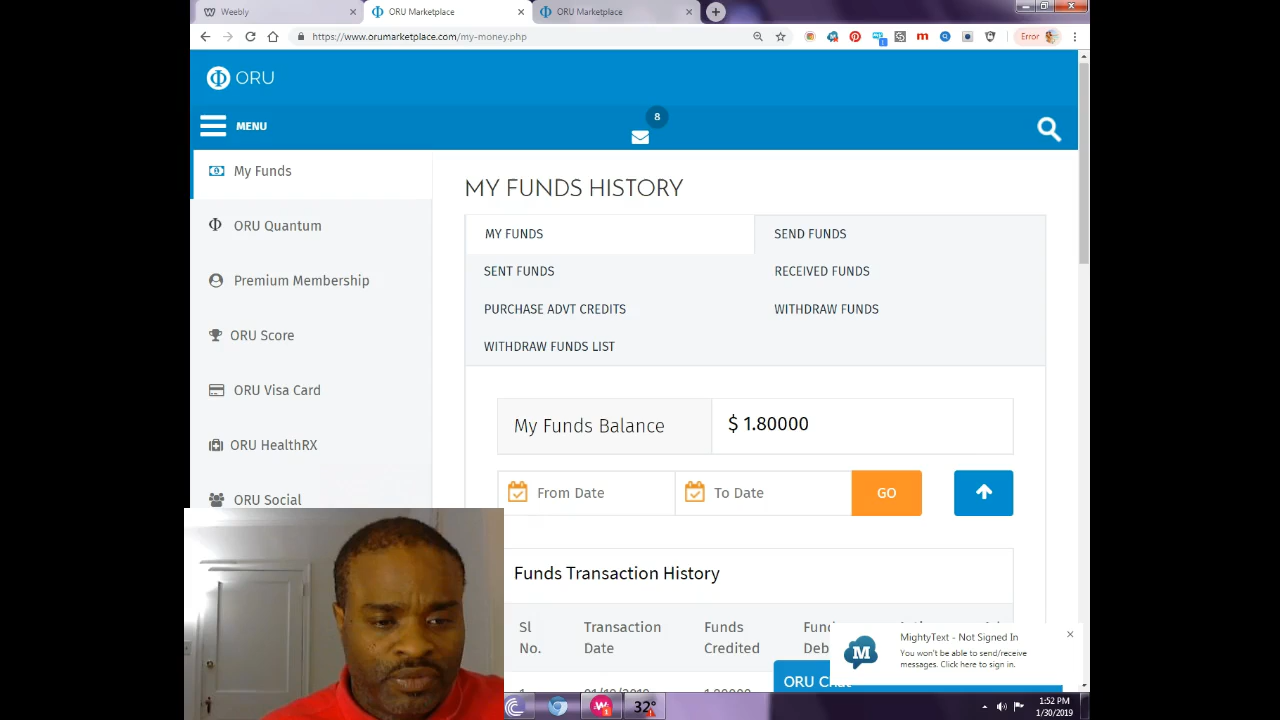 Weebly
ORU Marketplace
ORU Marketplace
https://www.orumarketplace.com/my-money.php
Error
ORU
MENU
8
My Funds
ORU Quantum
Premium Membership
ORU Score
ORU Visa Card
ORU HealthRX
ORU Social
MY FUNDS HISTORY
MY FUNDS
SEND FUNDS
SENT FUNDS
RECEIVED FUNDS
PURCHASE ADVT CREDITS
WITHDRAW FUNDS
WITHDRAW FUNDS LIST
My Funds Balance
$ 1.80000
From Date
To Date
GO
Funds Transaction History
Sl No.
Transaction Date
Funds Credited
MightyText - Not Signed In
You won't be able to send/receive
messages. Click here to sign in.
ORU
32°
1:52 PM
1/30/2019